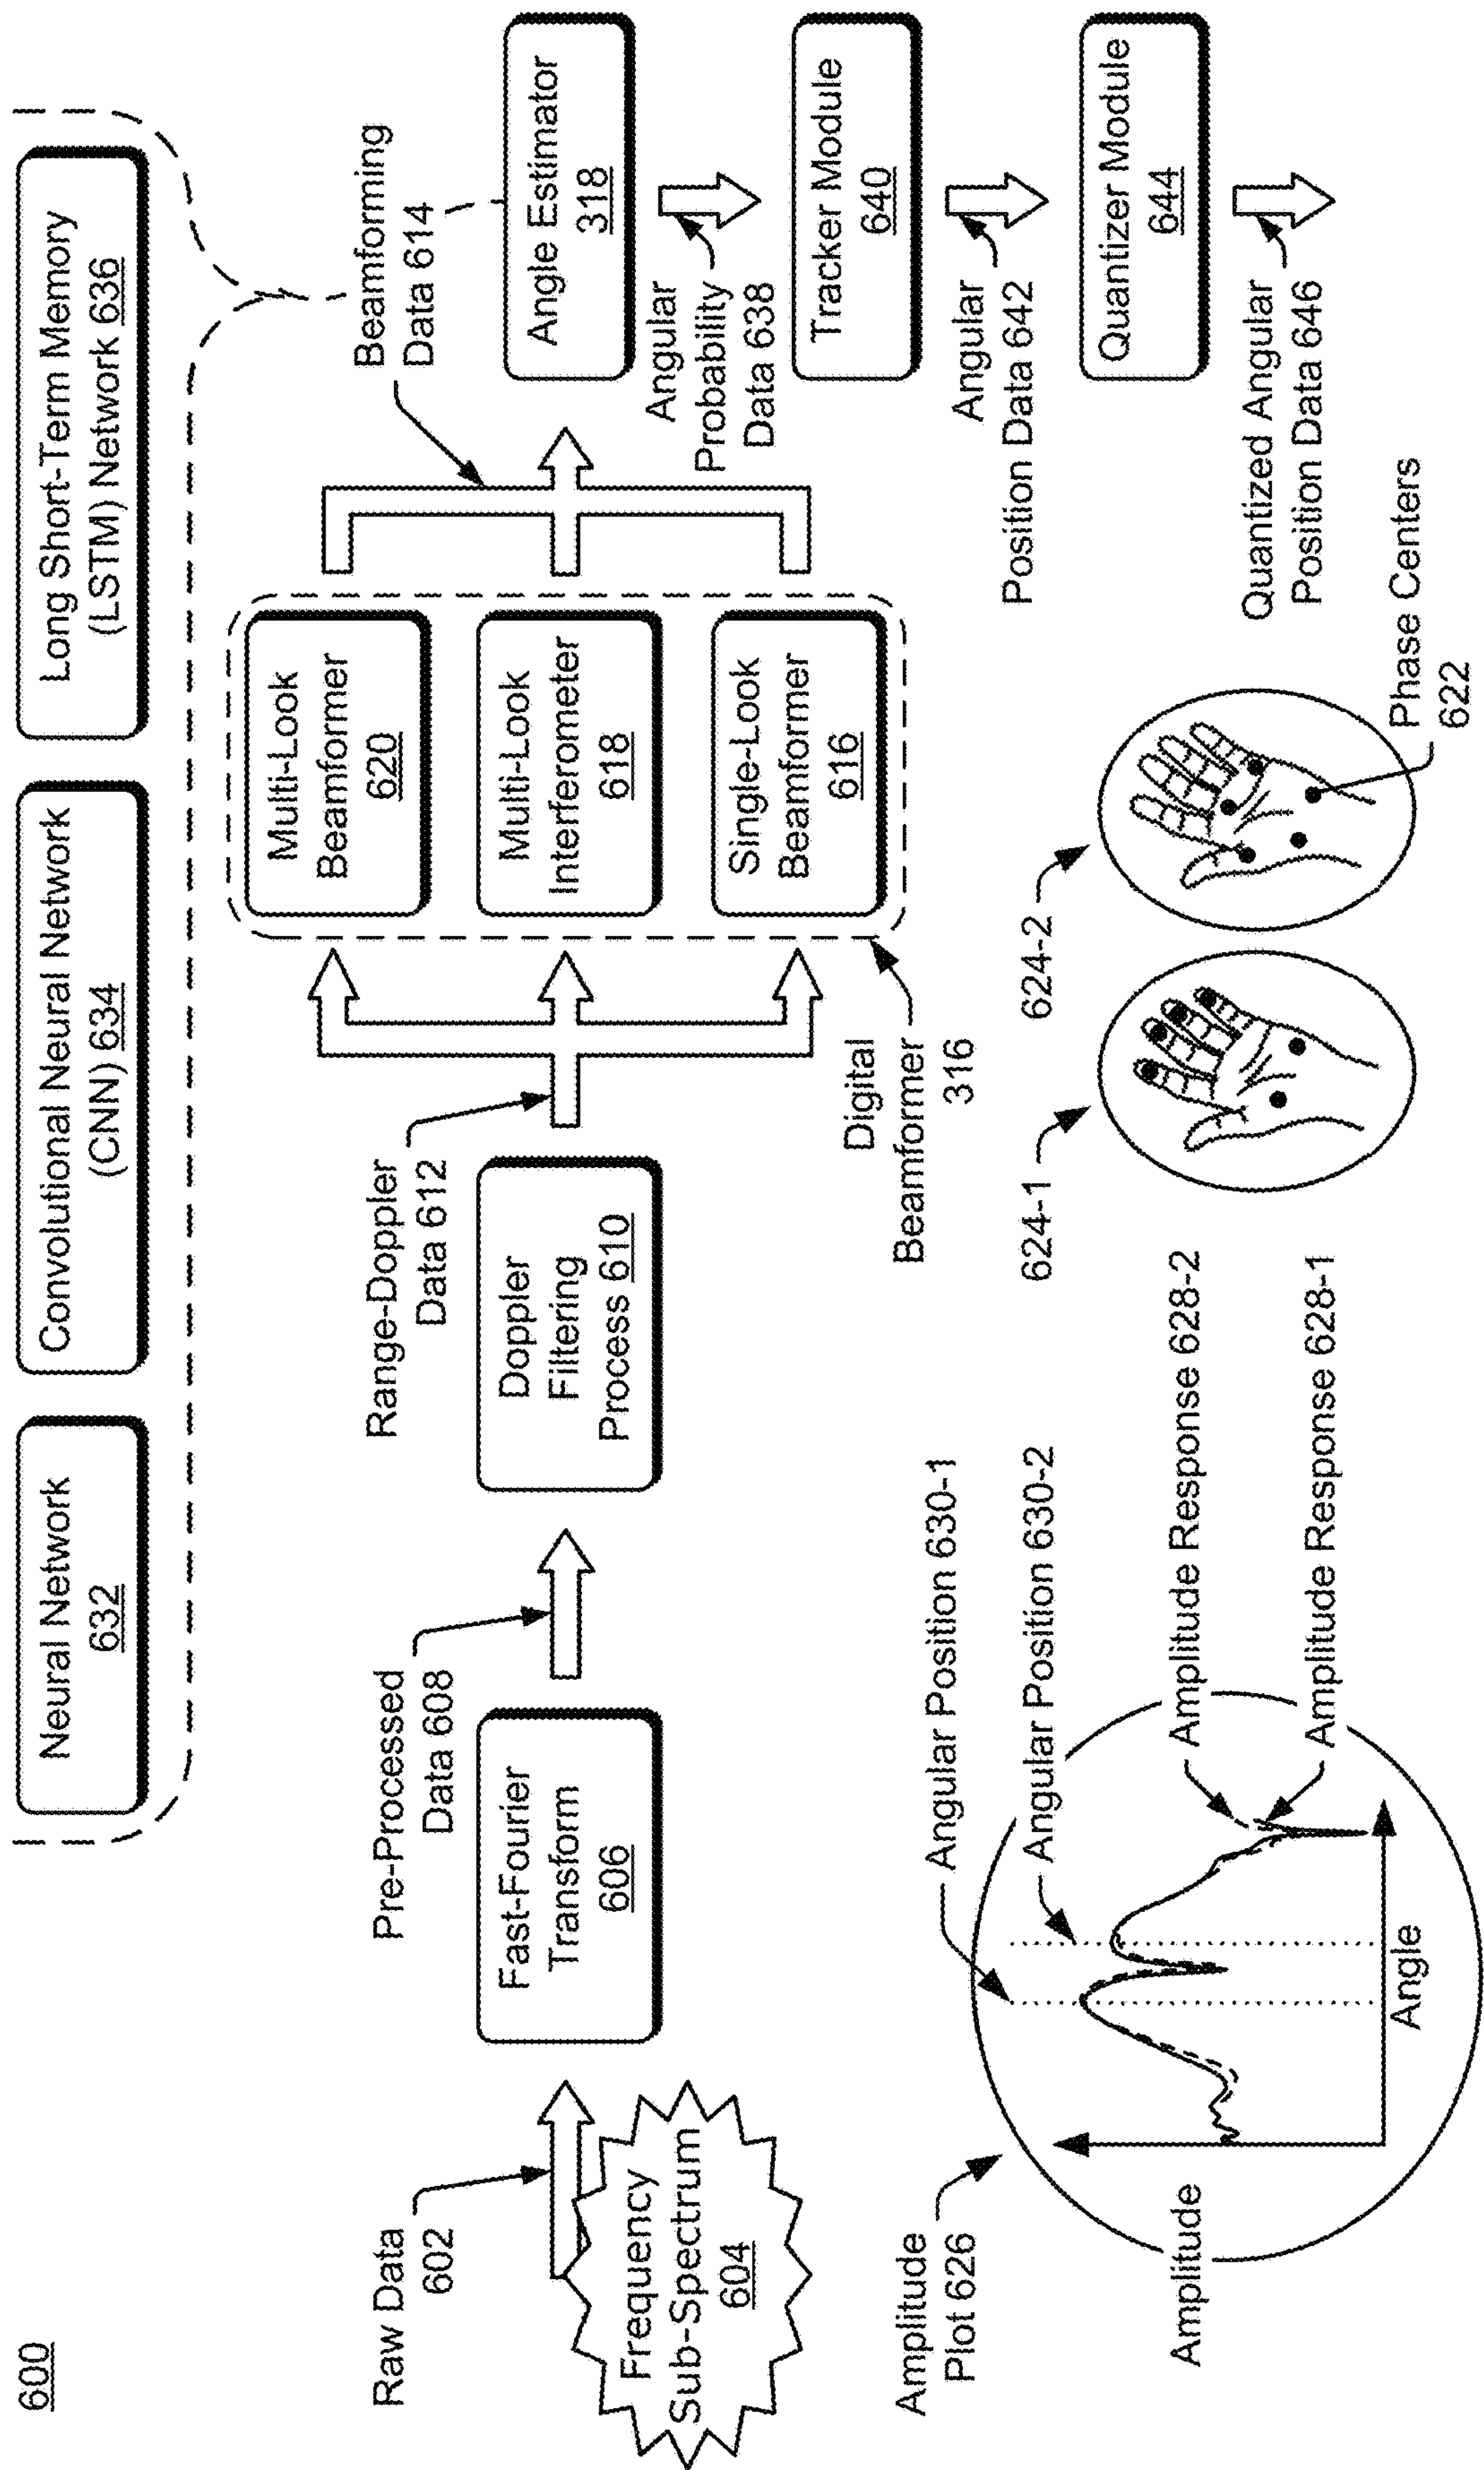 600
Neural Network
632
Convolutional Neural Network
(CNN) 634
Long Short-Term Memory
(LSTM) Network 636
Raw Data
602
Frequency
Sub-Spectrum
604
Fast-Fourier
Transform
606
Pre-Processed
Data 608
Doppler
Filtering
Process 610
Range-Doppler
Data 612
Multi-Look
Beamformer
620
Multi-Look
Interferometer
618
Single-Look
Beamformer
616
Digital
Beamformer
316
Beamforming
Data 614
Angle Estimator
318
Angular
Probability
Data 638
Tracker Module
640
Angular
Position Data 642
Quantizer Module
644
Quantized Angular
Position Data 646
Amplitude
Plot 626
Amplitude
Angle
Angular Position 630-1
Angular Position 630-2
Amplitude Response 628-2
Amplitude Response 628-1
624-1
624-2
Phase Centers
622